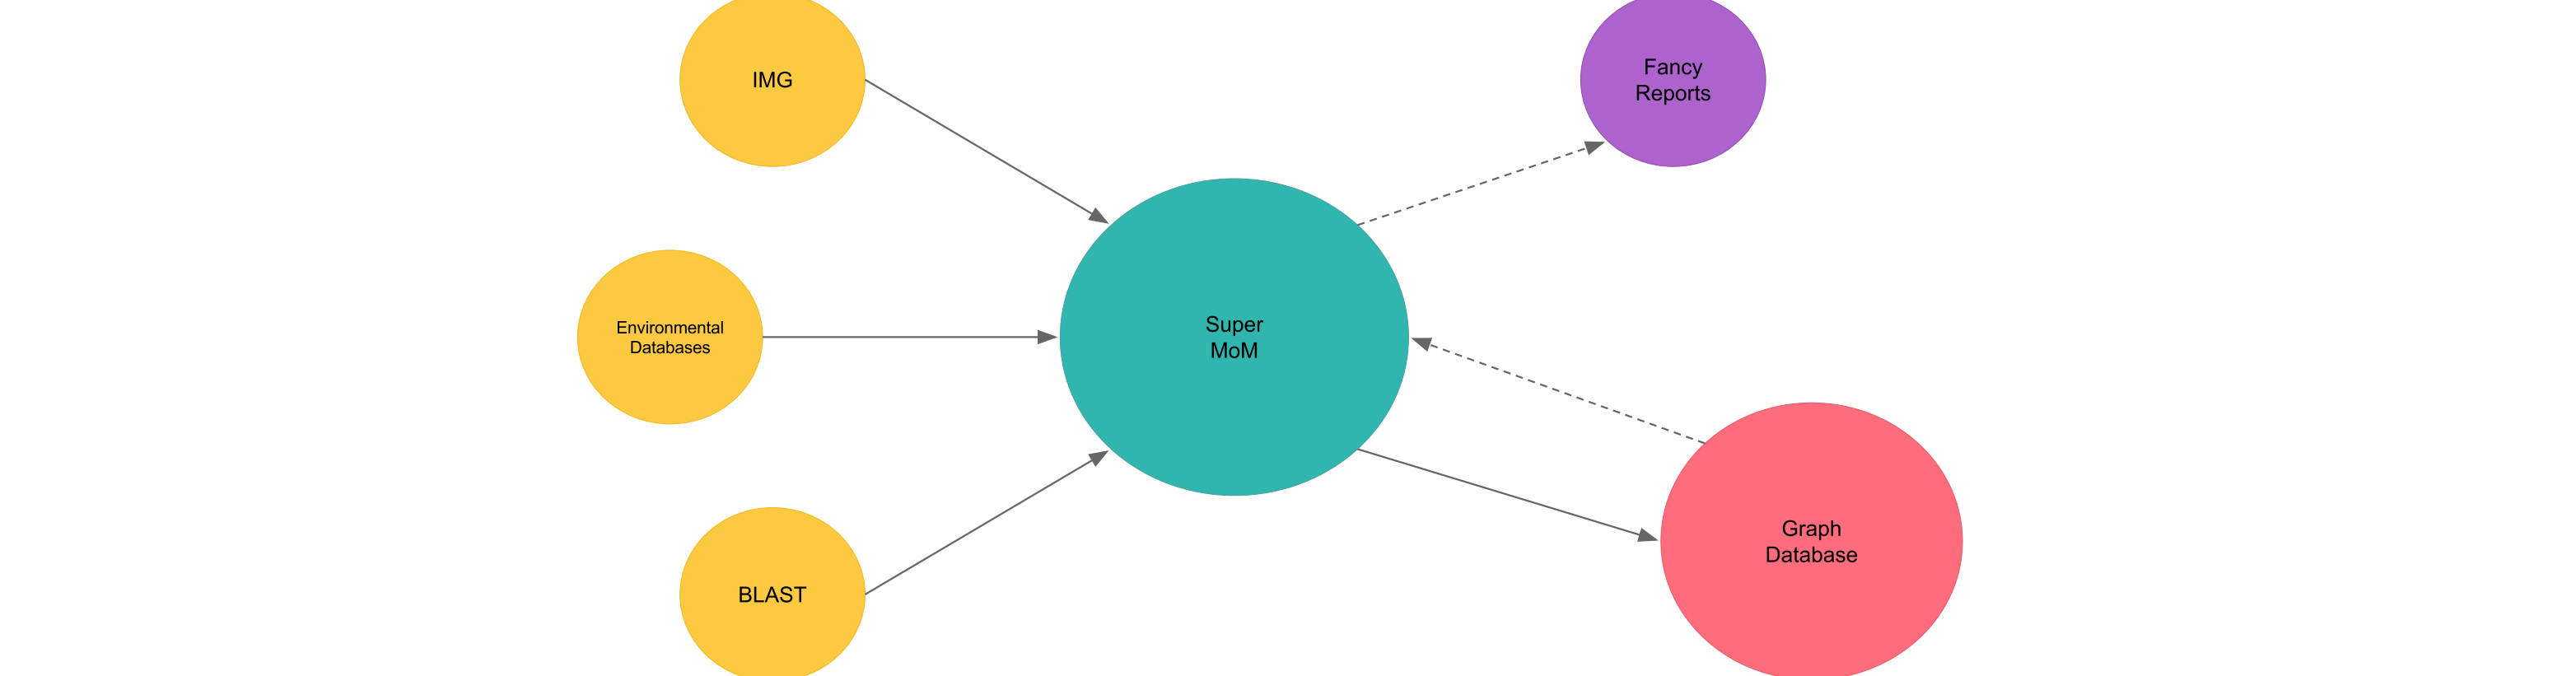 IMG
Fancy
Reports
Environmental
Databases
Super
MoM
BLAST
Graph
Database